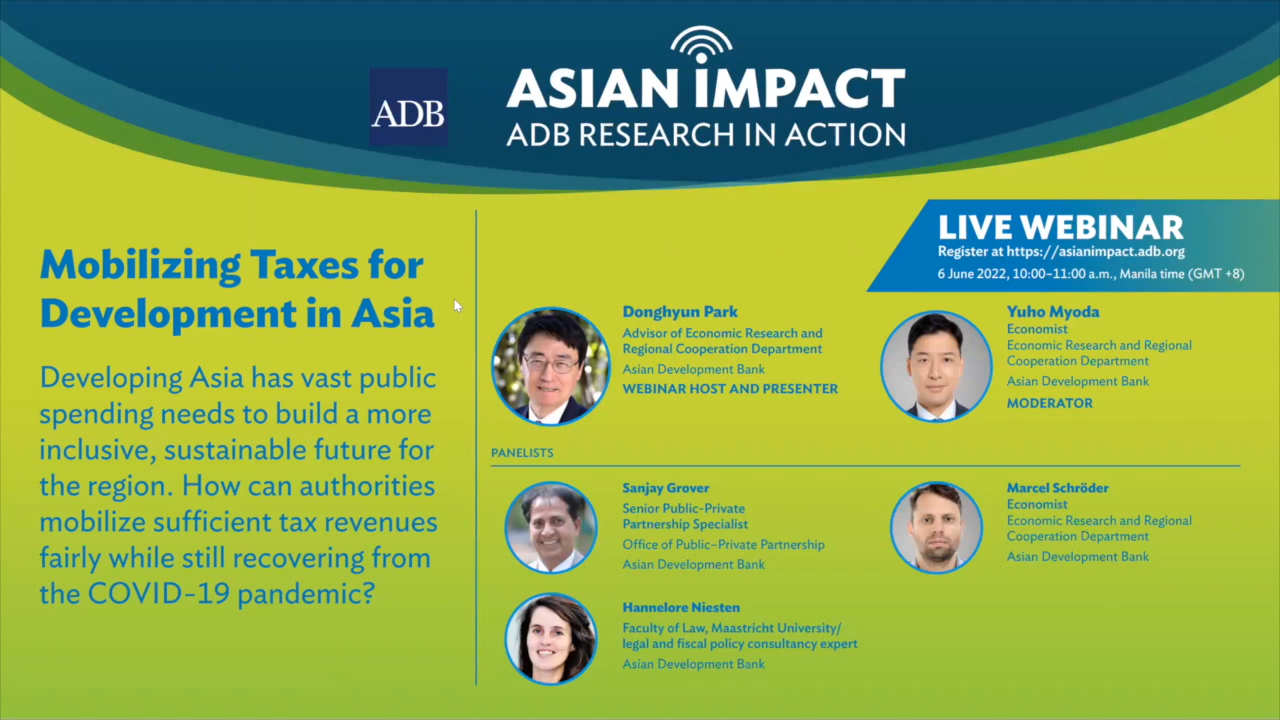 ADB
ASIAN IMPACT
ADB RESEARCH IN ACTION
Mobilizing Taxes for
Development in Asia
Developing Asia has vast public
spending needs to build a more
inclusive, sustainable future for
the region. How can authorities
mobilize sufficient tax revenues
fairly while still recovering from
the COVID-19 pandemic?
LIVE WEBINAR
Register at https://asianimpact.adb.org
6 June 2022, 10:00–11:00 a.m., Manila time (GMT +8)
Donghyun Park
Advisor of Economic Research and
Regional Cooperation Department
Asian Development Bank
WEBINAR HOST AND PRESENTER
Yuho Myoda
Economist
Economic Research and Regional
Cooperation Department
Asian Development Bank
MODERATOR
PANELISTS
Sanjay Grover
Senior Public-Private
Partnership Specialist
Office of Public–Private Partnership
Asian Development Bank
Marcel Schröder
Economist
Economic Research and Regional
Cooperation Department
Asian Development Bank
Hannelore Niesten
Faculty of Law, Maastricht University/
legal and fiscal policy consultancy expert
Asian Development Bank